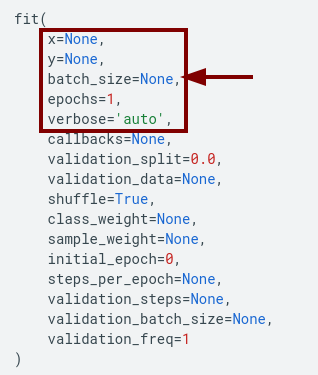 fit(
x=None,
y=None,
batch_size=None,
epochs=1,
verbose='auto',
callbacks=None,
validation_split=0.0,
validation_data=None,
shuffle=True,
class_weight=None,
sample_weight=None,
initial_epoch=0,
steps_per_epoch=None,
validation_steps=None,
validation_batch_size=None,
validation_freq=1
)